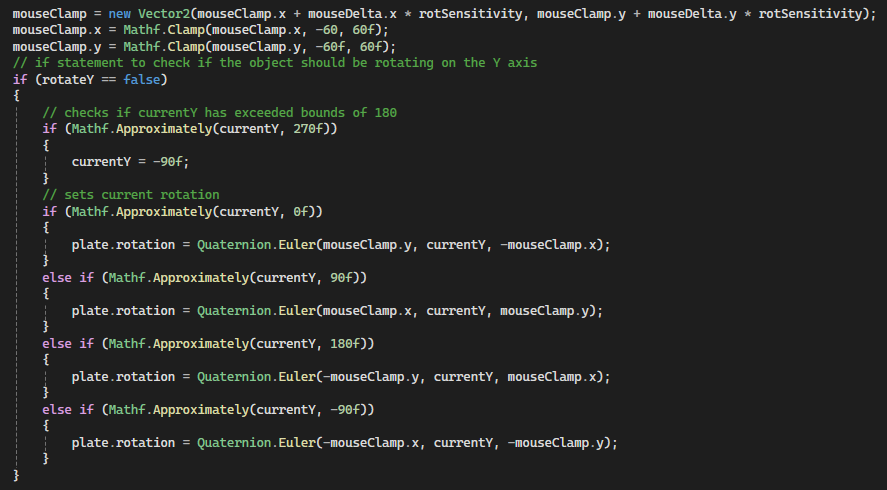 mouseClamp = new Vector2(mouseClamp.x + mouseDelta.x * rotSensitivity, mouseClamp.y + mouseDelta.y * rotSensitivity);
mouseClamp.x = Mathf.Clamp(mouseClamp.x, -60, 60f);
mouseClamp.y = Mathf.Clamp(mouseClamp.y, -60f, 60f);
// if statement to check if the object should be rotating on the Y axis
if (rotateY == false)
{
    // checks if currentY has exceeded bounds of 180
    if (Mathf.Approximately(currentY, 270f))
    {
        currentY = -90f;
    }
    // sets current rotation
    if (Mathf.Approximately(currentY, 0f))
    {
        plate.rotation = Quaternion.Euler(mouseClamp.y, currentY, -mouseClamp.x);
    }
    else if (Mathf.Approximately(currentY, 90f))
    {
        plate.rotation = Quaternion.Euler(mouseClamp.x, currentY, mouseClamp.y);
    }
    else if (Mathf.Approximately(currentY, 180f))
    {
        plate.rotation = Quaternion.Euler(-mouseClamp.y, currentY, mouseClamp.x);
    }
    else if (Mathf.Approximately(currentY, -90f))
    {
        plate.rotation = Quaternion.Euler(-mouseClamp.x, currentY, -mouseClamp.y);
    }
}